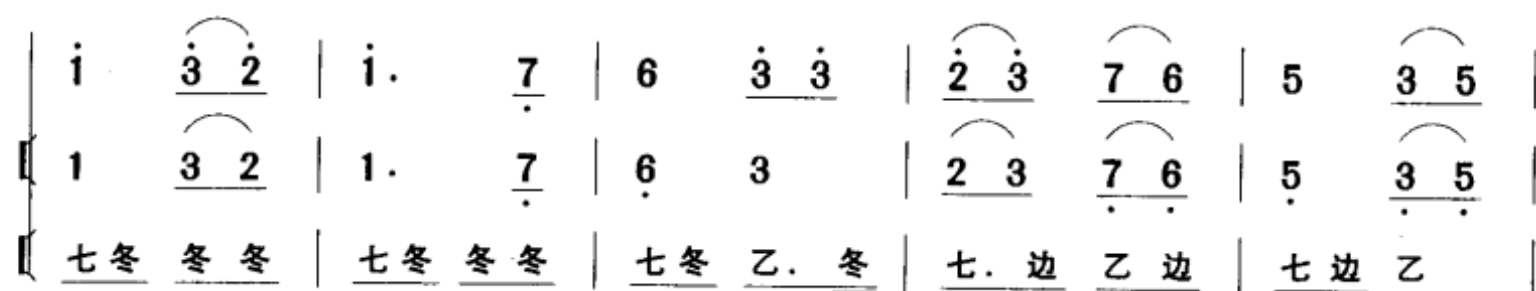 i̇ 3̇ 2̇ | i̇. 7̣ | 6 3̇ 3̇ | 2̇ 3̇ 7 6 | 5 3 5 |
1 3 2 | 1. 7̣ | 6̣ 3 | 2 3 7̣ 6̣ | 5̣ 3̣ 5̣ |
七冬 冬冬 | 七冬 冬冬 | 七冬 乙. 冬 | 七. 边 乙边 | 七边 乙 |